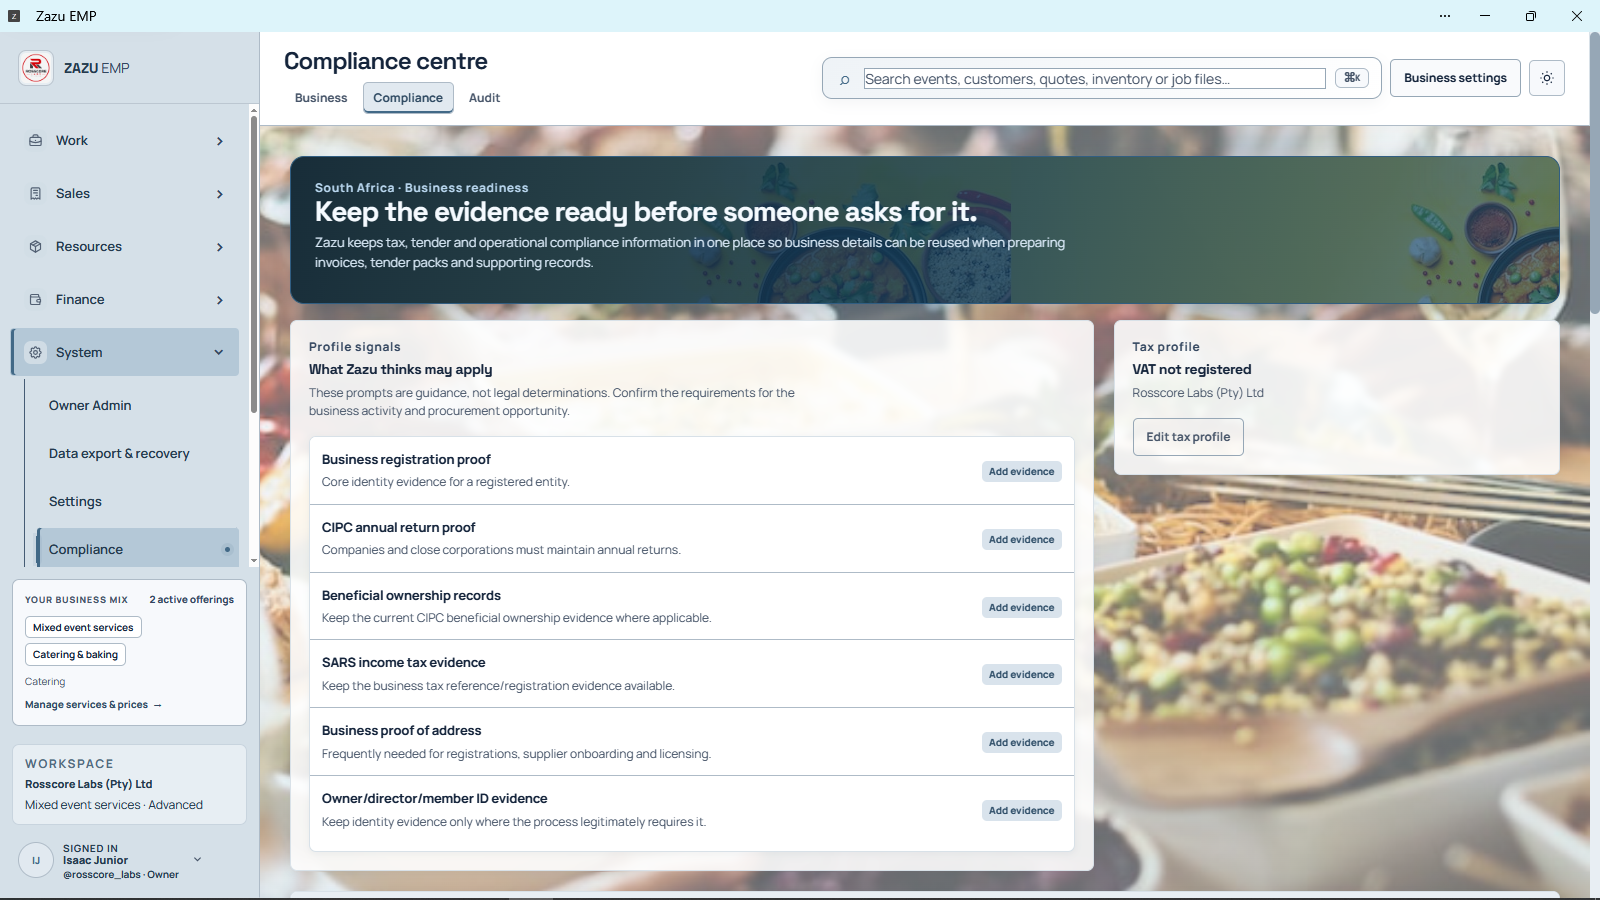 Zazu EMP
ZAZU EMP
Work
Sales
Resources
Finance
System
Owner Admin
Data export & recovery
Settings
Compliance
YOUR BUSINESS MIX
2 active offerings
Mixed event services
Catering & baking
Catering
Manage services & prices →
WORKSPACE
Rosscore Labs (Pty) Ltd
Mixed event services · Advanced
IJ
SIGNED IN
Isaac Junior
@rosscore_labs · Owner
Compliance centre
Business
Compliance
Audit
Search events, customers, quotes, inventory or job files...
⌘K
Business settings
South Africa · Business readiness
Keep the evidence ready before someone asks for it.
Zazu keeps tax, tender and operational compliance information in one place so business details can be reused when preparing
invoices, tender packs and supporting records.
Profile signals
What Zazu thinks may apply
These prompts are guidance, not legal determinations. Confirm the requirements for the
business activity and procurement opportunity.
Business registration proof
Core identity evidence for a registered entity.
Add evidence
CIPC annual return proof
Companies and close corporations must maintain annual returns.
Add evidence
Beneficial ownership records
Keep the current CIPC beneficial ownership evidence where applicable.
Add evidence
SARS income tax evidence
Keep the business tax reference/registration evidence available.
Add evidence
Business proof of address
Frequently needed for registrations, supplier onboarding and licensing.
Add evidence
Owner/director/member ID evidence
Keep identity evidence only where the process legitimately requires it.
Add evidence
Tax profile
VAT not registered
Rosscore Labs (Pty) Ltd
Edit tax profile